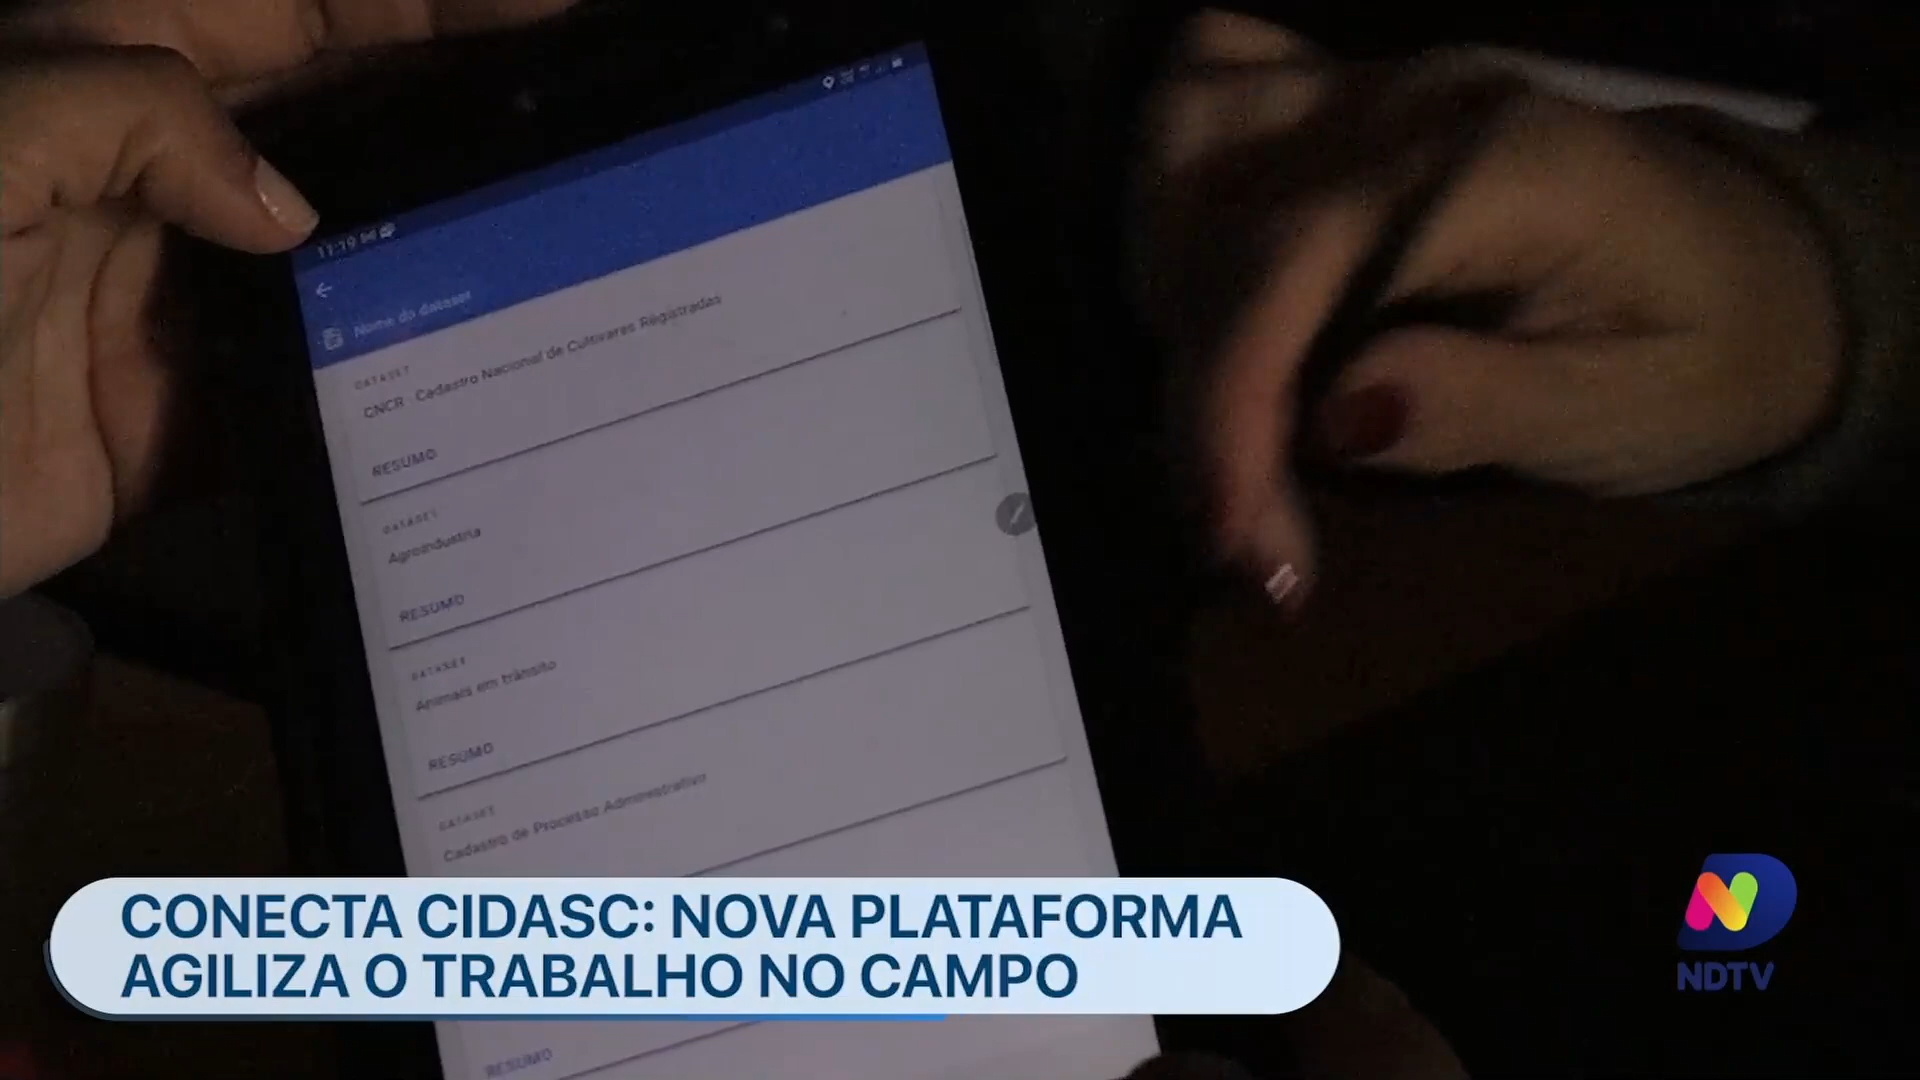 11:19
Nome do dataset
DATASET
CNCR - Cadastro Nacional de Cultivares Registradas
RESUMO
DATASET
Agroindustria
RESUMO
DATASET
Animais em trânsito
RESUMO
DATASET
Cadastro de Processo Administrativo
CONECTA CIDASC: NOVA PLATAFORMA
AGILIZA O TRABALHO NO CAMPO
RESUMO
NDTV